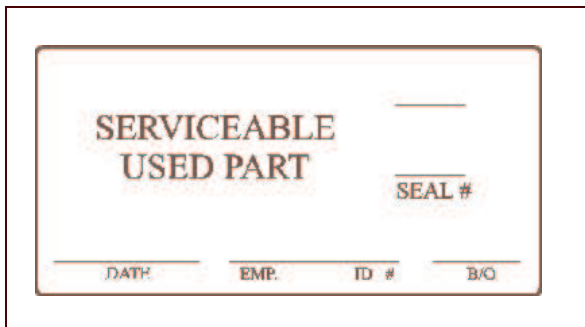 SERVICEABLE
USED PART
SEAL #
DATE EMP. ID # B/O